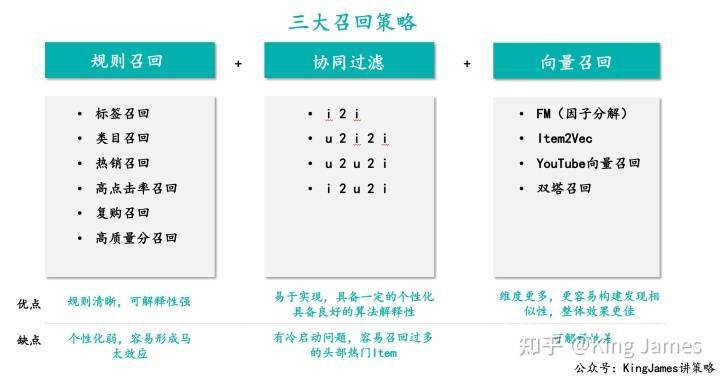 三大召回策略
规则召回 + 协同过滤 + 向量召回
• 标签召回
• 类目召回
• 热销召回
• 高点击率召回
• 复购召回
• 高质量分召回
• i 2 i
• u 2 i 2 i
• u 2 u 2 i
• i 2 u 2 i
• FM（因子分解）
• Item2Vec
• YouTube向量召回
• 双塔召回
优点
规则清晰，可解释性强
易于实现，具备一定的个性化
具备良好的算法解释性
维度更多，更容易构建发现相
似性，整体效果更佳
缺点
个性化弱，容易形成马
太效应
有冷启动问题，容易召回过多
的头部热门Item
可解释性差
知乎 @King James
公众号：KingJames讲策略